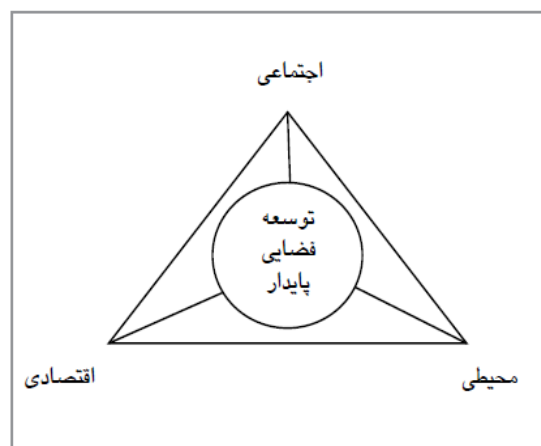 اجتماعی
توسعه
فضایی
پایدار
محیطی
اقتصادی